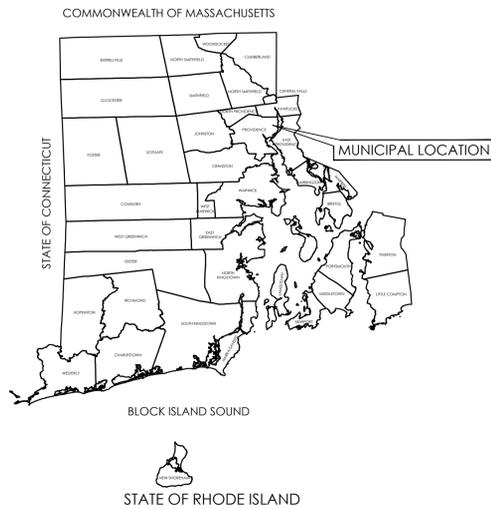 COMMONWEALTH OF MASSACHUSETTS
WOONSOCKET
BURRILLVILLE
NORTH SMITHFIELD
CUMBERLAND
GLOCESTER
SMITHFIELD
NORTH SMITHFIELD
CENTRAL FALLS
PAWTUCKET
NORTH PROVIDENCE
JOHNSTON
PROVIDENCE
EAST
PROVIDENCE
MUNICIPAL LOCATION
FOSTER
SCITUATE
CRANSTON
BARRINGTON
STATE OF CONNECTICUT
WARWICK
COVENTRY
WEST
WARWICK
BRISTOL
WEST GREENWICH
EAST
GREENWICH
TIVERTON
EXETER
NORTH
KINGSTOWN
PORTSMOUTH
JAMESTOWN
MIDDLETOWN
LITTLE COMPTON
RICHMOND
HOPKINTON
SOUTH KINGSTOWN
NEWPORT
NARRAGANSETT
CHARLESTOWN
WESTERLY
BLOCK ISLAND SOUND
NEW SHOREHAM
STATE OF RHODE ISLAND